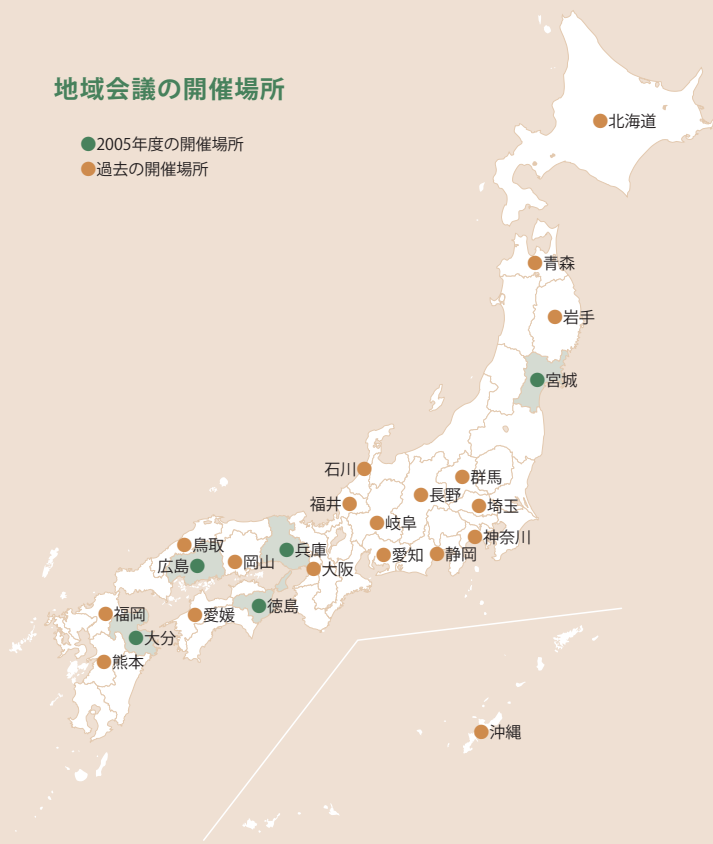 地域会議の開催場所
2005年度の開催場所
過去の開催場所
北海道
青森
岩手
宮城
石川
群馬
長野
福井
埼玉
岐阜
神奈川
鳥取
兵庫
愛知
静岡
広島
岡山
大阪
徳島
福岡
愛媛
大分
熊本
沖縄